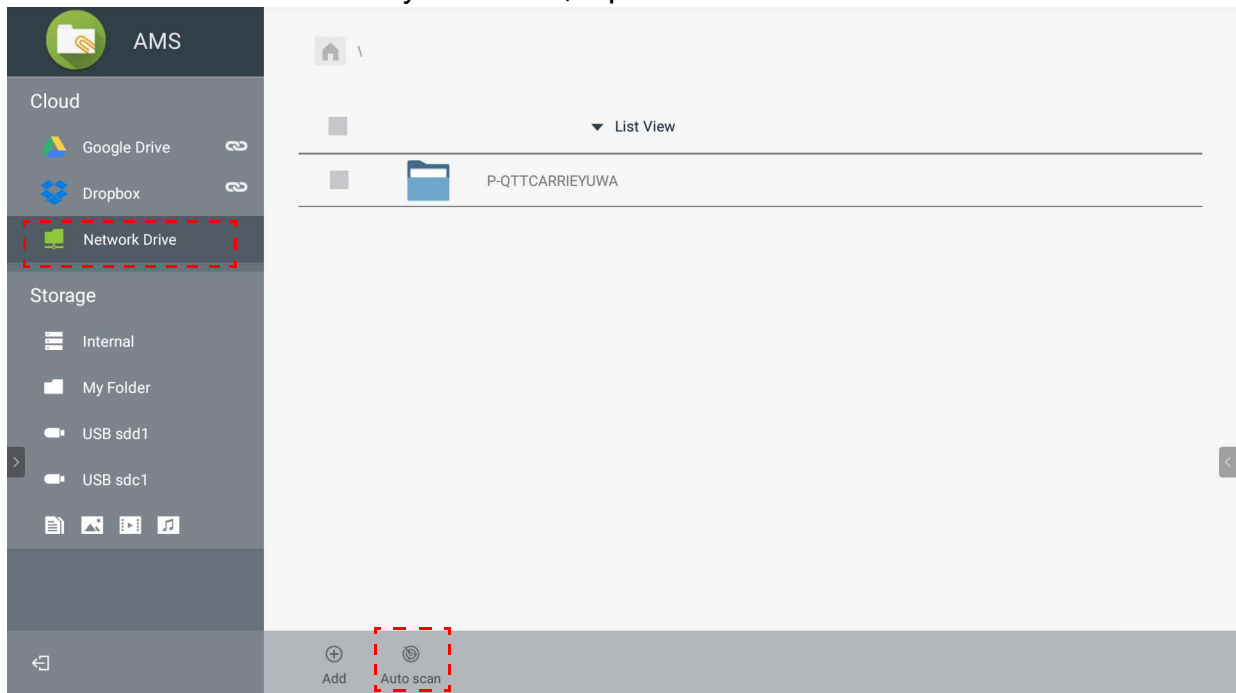 AMS
\
Cloud
Google Drive
Dropbox
Network Drive
Storage
Internal
My Folder
USB sdd1
USB sdc1
List View
P-QTTCARRIEYUWA
Add
Auto scan